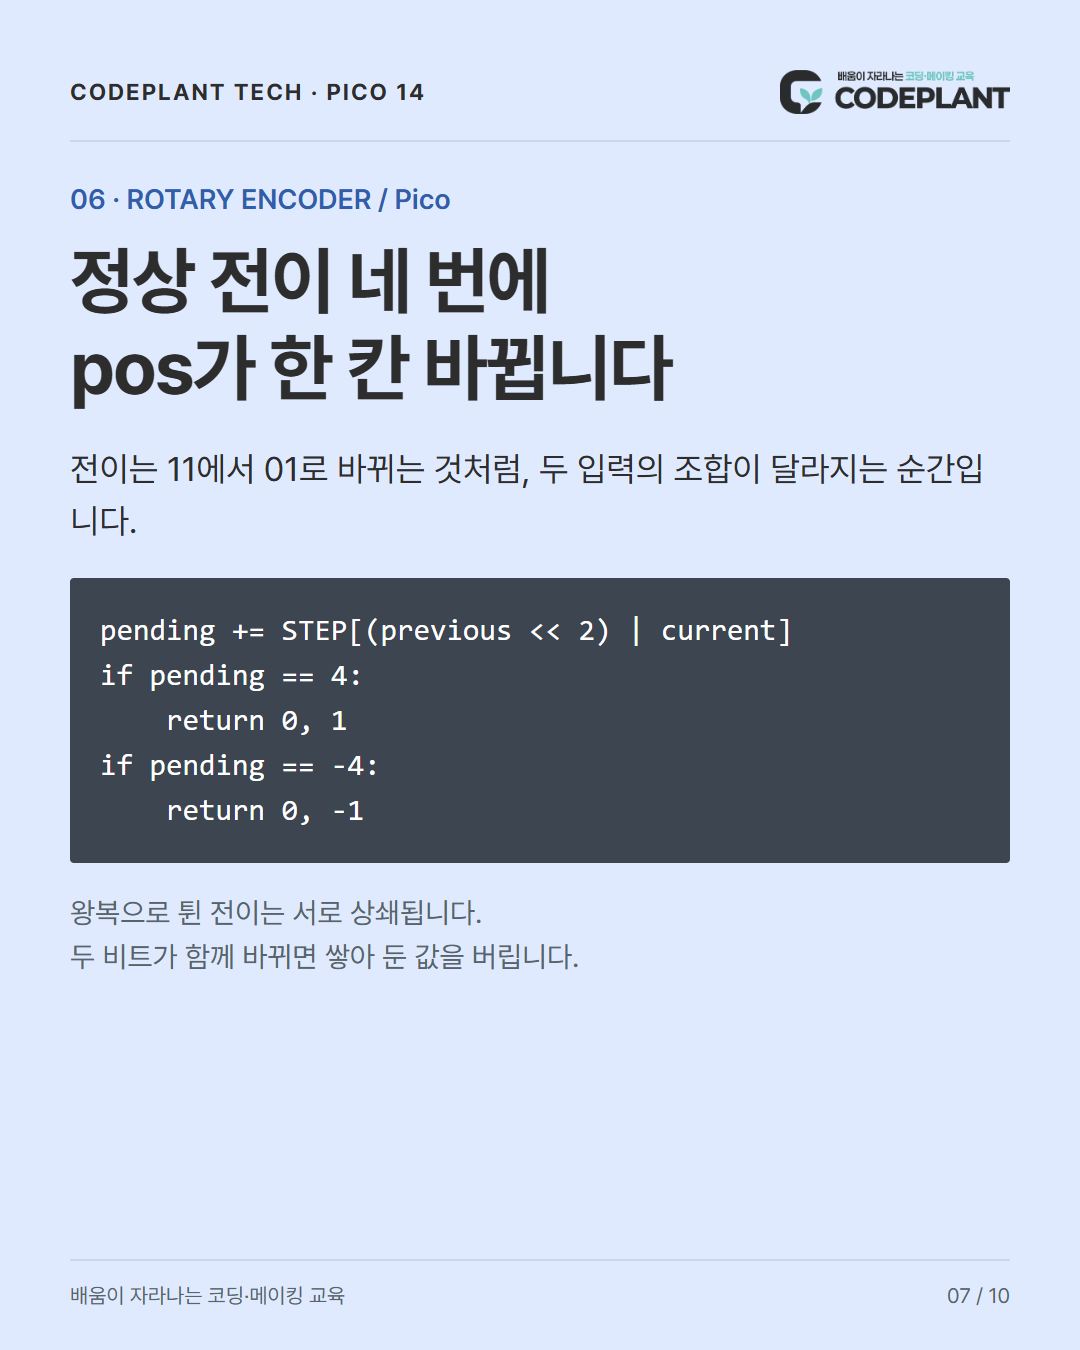 CODEPLANT TECH · PICO 14
배움이 자라나는 코딩·메이킹 교육
CODEPLANT
06 · ROTARY ENCODER / Pico
정상 전이 네 번에
pos가 한 칸 바뀝니다
전이는 11에서 01로 바뀌는 것처럼, 두 입력의 조합이 달라지는 순간입
니다.
pending += STEP[(previous << 2) | current]
if pending == 4:
    return 0, 1
if pending == -4:
    return 0, -1
왕복으로 튄 전이는 서로 상쇄됩니다.
두 비트가 함께 바뀌면 쌓아 둔 값을 버립니다.
배움이 자라나는 코딩·메이킹 교육
07 / 10